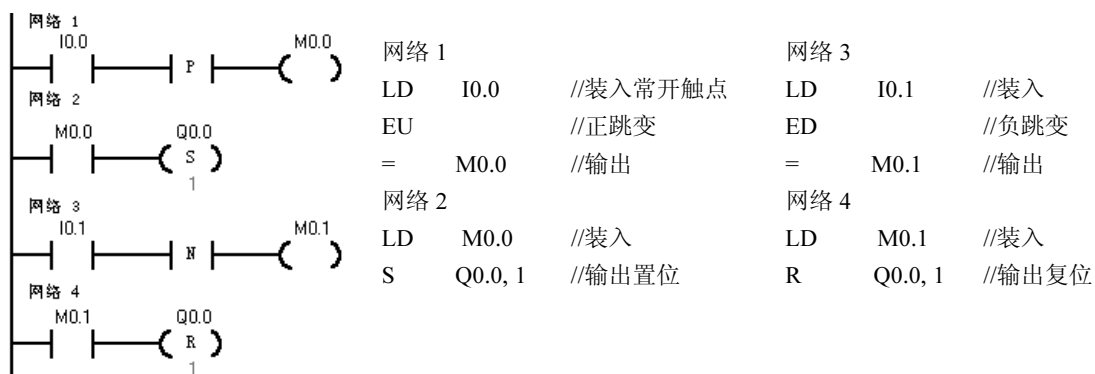 网络 1
I0.0
P
M0.0
网络 2
M0.0
Q0.0
S
1
网络 3
I0.1
N
M0.1
网络 4
M0.1
Q0.0
R
1
网络 1
LD I0.0 //装入常开触点
EU //正跳变
= M0.0 //输出
网络 2
LD M0.0 //装入
S Q0.0, 1 //输出置位
网络 3
LD I0.1 //装入
ED //负跳变
= M0.1 //输出
网络 4
LD M0.1 //装入
R Q0.0, 1 //输出复位